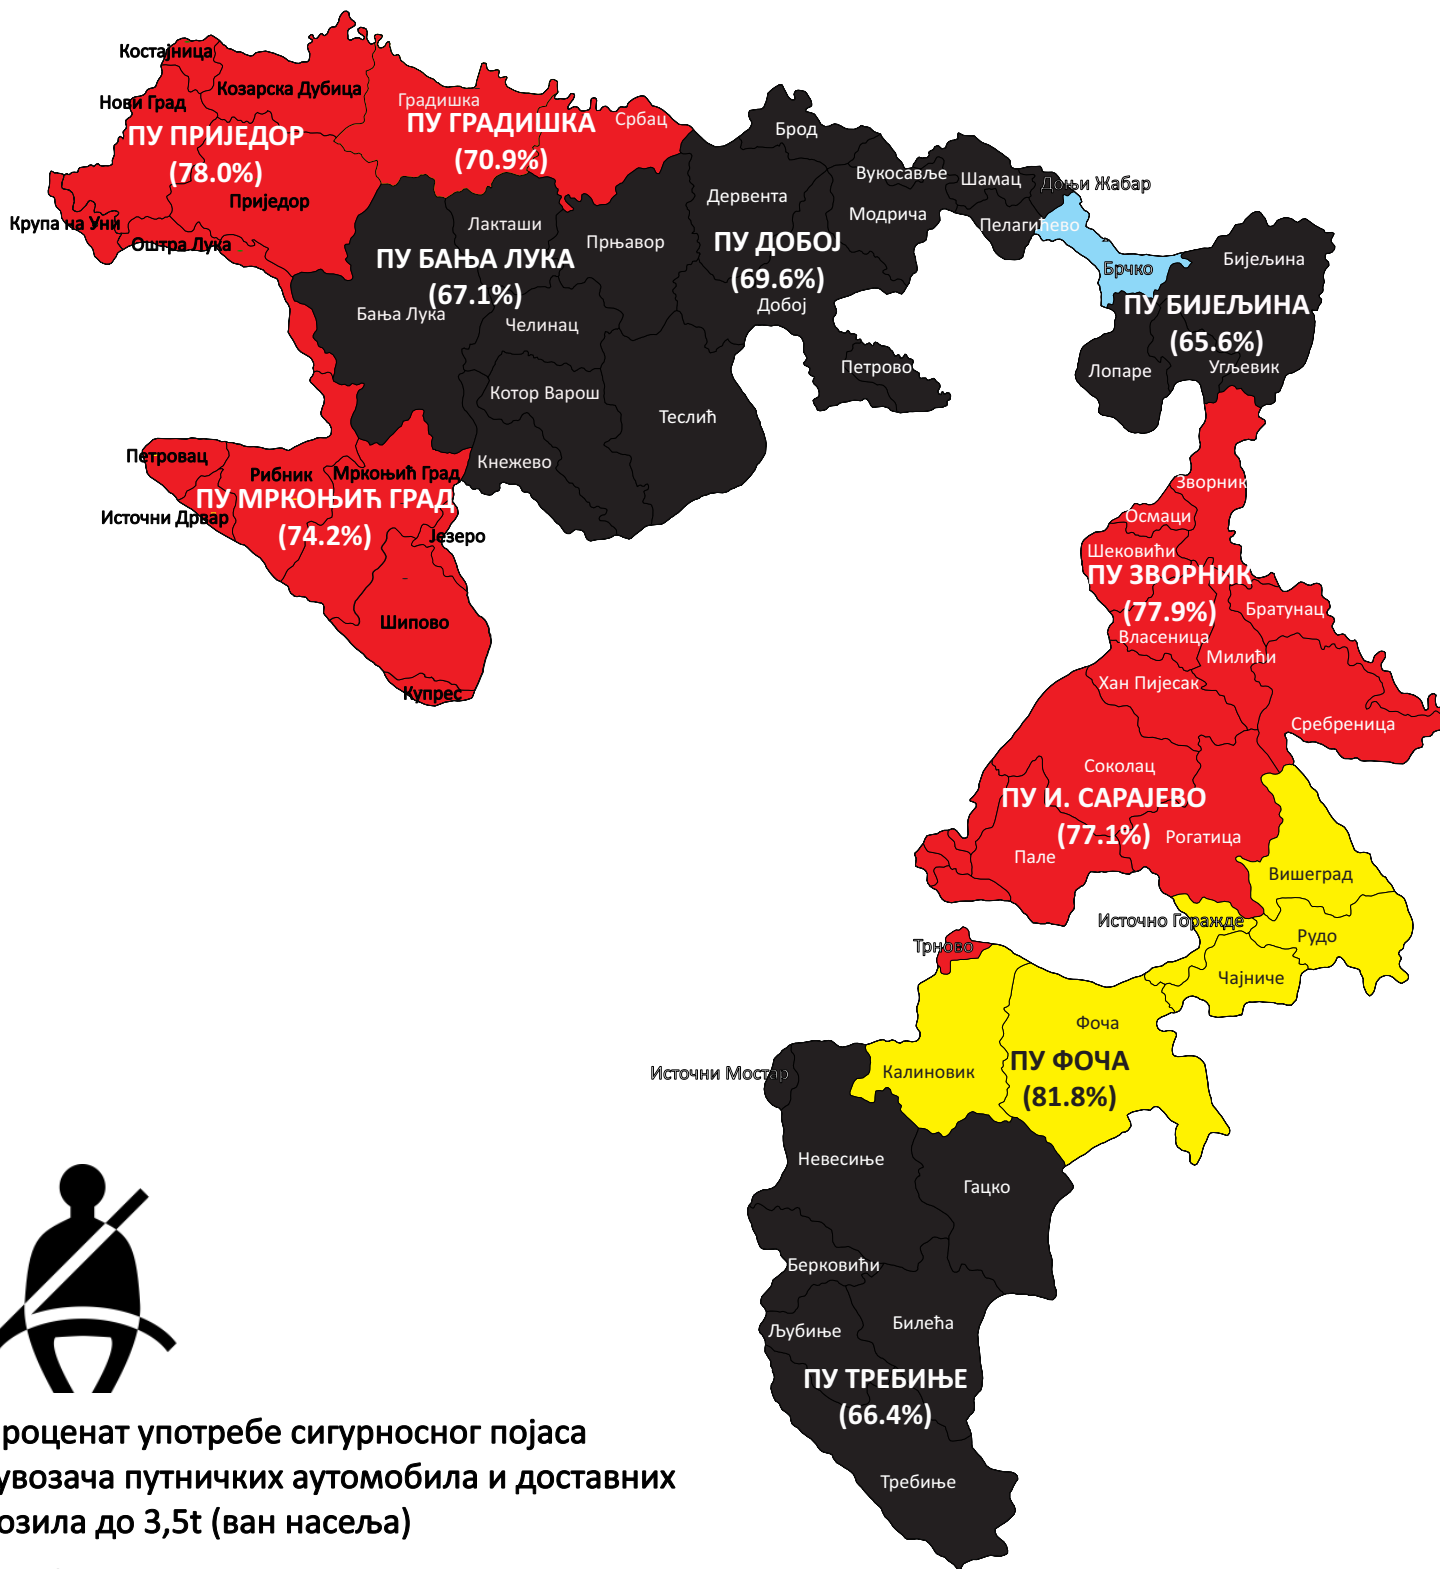 Костајница
Козарска Дубица
Нови Град
ПУ ПРИЈЕДОР
(78.0%)
Приједор
Крупа на Уни
Оштра Лука
Градишка
ПУ ГРАДИШКА
(70.9%)
Србац
Лакташи
Прњавор
ПУ БАЊА ЛУКА
(67.1%)
Бања Лука
Челинац
Котор Варош
Теслић
Кнежево
Брод
Вукосавље
Шамац
Доњи Жабар
Дервента
Модрича
Пелагићево
ПУ ДОБОЈ
(69.6%)
Добој
Петрово
Брчко
Бијељина
ПУ БИЈЕЉИНА
(65.6%)
Лопаре
Угљевик
Петровац
Рибник
Мркоњић Град
ПУ МРКОЊИЋ ГРАД
(74.2%)
Источни Дрвар
Језеро
Шипово
Купрес
Зворник
Осмаци
Шековићи
ПУ ЗВОРНИК
(77.9%)
Братунац
Власеница
Милићи
Хан Пијесак
Сребреница
Соколац
ПУ И. САРАЈЕВО
(77.1%)
Рогатица
Пале
Вишеград
Источно Горажде
Рудо
Трново
Чајниче
Фоча
ПУ ФОЧА
(81.8%)
Калиновик
Источни Мостар
Невесиње
Гацко
Берковићи
Љубиње
Билећа
ПУ ТРЕБИЊЕ
(66.4%)
Требиње
роценат употребе сигурносног појаса
увозача путничких аутомобила и доставних
озила до 3,5t (ван насеља)